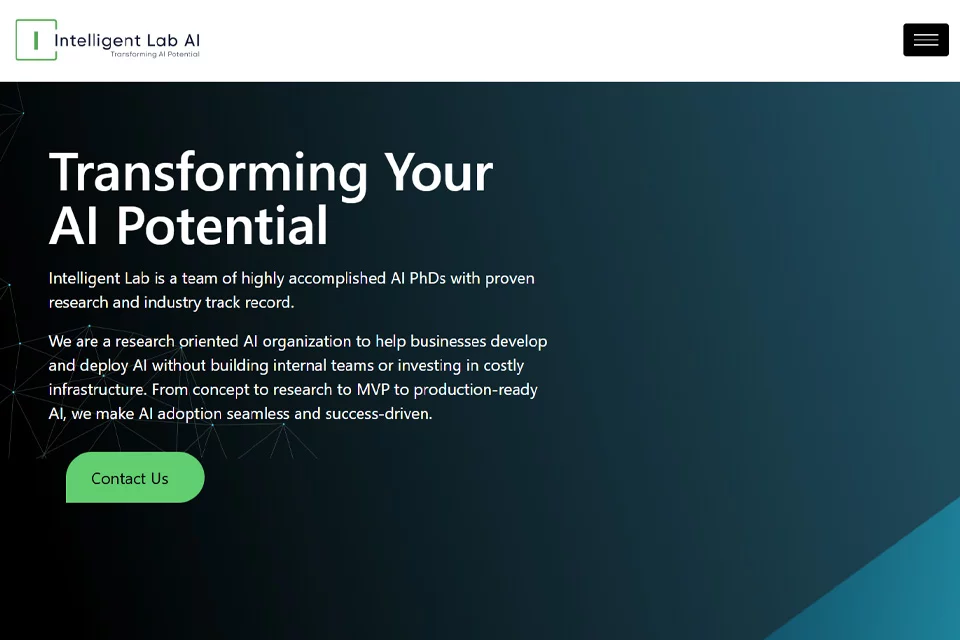 I
Intelligent Lab AI
Transforming AI Potential
Transforming Your
AI Potential
Intelligent Lab is a team of highly accomplished AI PhDs with proven
research and industry track record.
We are a research oriented AI organization to help businesses develop
and deploy AI without building internal teams or investing in costly
infrastructure. From concept to research to MVP to production-ready
AI, we make AI adoption seamless and success-driven.
Contact Us